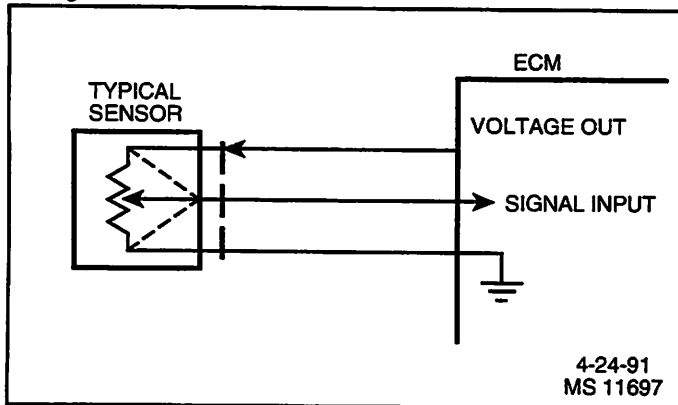 ECM
TYPICAL
SENSOR
VOLTAGE OUT
SIGNAL INPUT
4-24-91
MS 11697